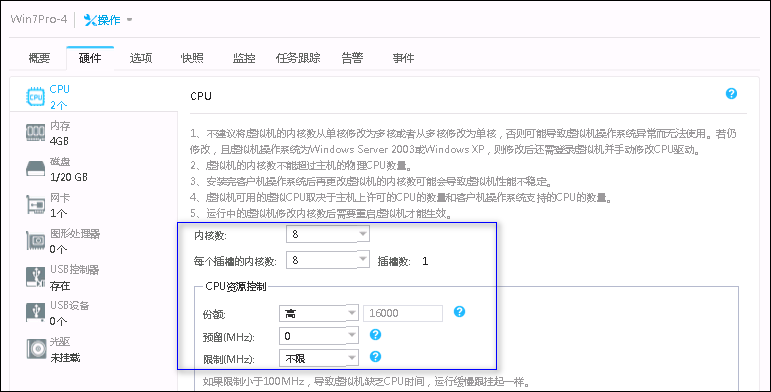 Win7Pro-4 操作
概要 硬件 选项 快照 监控 任务跟踪 告警 事件
CPU
2个
内存
4GB
磁盘
1/20 GB
网卡
1个
图形处理器
0个
USB控制器
存在
USB设备
0个
光驱
未挂载
CPU
1、不建议将虚拟机的内核数从单核修改为多核或者从多核修改为单核，否则可能导致虚拟机操作系统异常而无法使用。若仍
修改，且虚拟机操作系统为Windows Server 2003或Windows XP，则修改后还需登录虚拟机并手动修改CPU驱动。
2、虚拟机的内核数不能超过主机的物理CPU数量。
3、安装完客户机操作系统后再更改虚拟机的内核数可能会导致虚拟机性能不稳定。
4、虚拟机可用的虚拟CPU取决于主机上许可的CPU的数量和客户机操作系统支持的CPU的数量。
5、运行中的虚拟机修改内核数后需要重启虚拟机才能生效。
内核数: 8
每个插槽的内核数: 8 插槽数: 1
CPU资源控制
份额: 高 16000
预留(MHz): 0
限制(MHz): 不限
如果限制小于100MHz，导致虚拟机缺乏CPU时间，运行缓慢跟挂起一样。